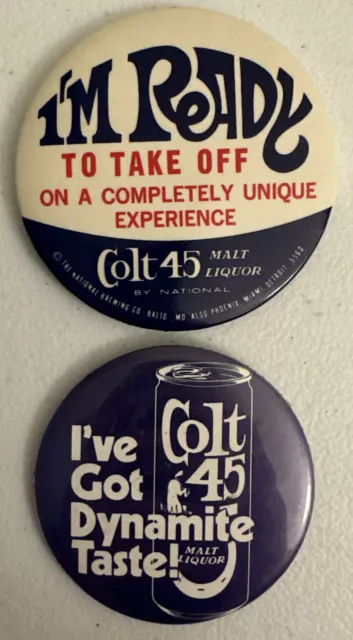 I'M READY
TO TAKE OFF
ON A COMPLETELY UNIQUE
EXPERIENCE
Colt 45 MALT LIQUOR
BY NATIONAL
© THE NATIONAL BREWING CO. BALTO. MD. ALSO PHOENIX, MIAMI, DETROIT
I've
Got
Dynamite
Taste!
Colt
45
MALT
LIQUOR